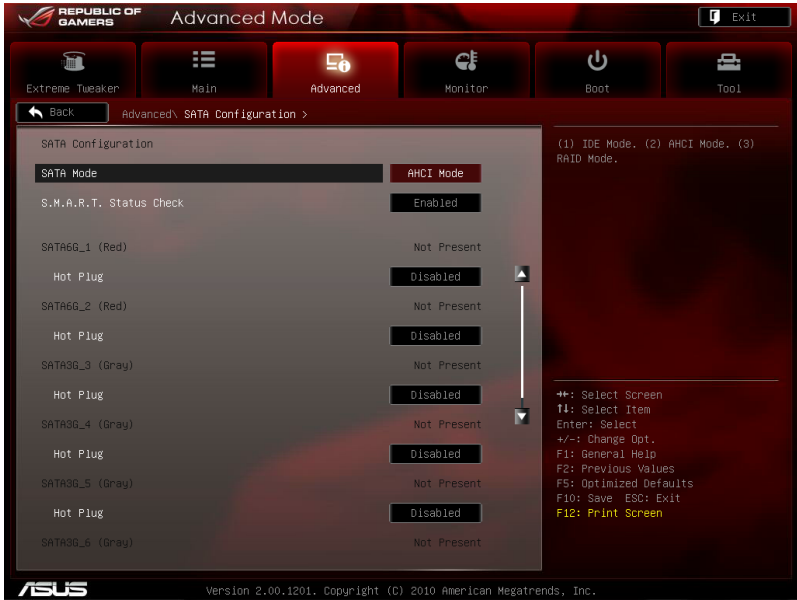 REPUBLIC OF
GAMERS
Advanced Mode
Exit
Extreme Tweaker
Main
Advanced
Monitor
Boot
Tool
Back
Advanced\ SATA Configuration >
SATA Configuration
SATA Mode AHCI Mode
S.M.A.R.T. Status Check Enabled
SATA6G_1 (Red) Not Present
Hot Plug Disabled
SATA6G_2 (Red) Not Present
Hot Plug Disabled
SATA3G_3 (Gray) Not Present
Hot Plug Disabled
SATA3G_4 (Gray) Not Present
Hot Plug Disabled
SATA3G_5 (Gray) Not Present
Hot Plug Disabled
SATA3G_6 (Gray) Not Present
(1) IDE Mode. (2) AHCI Mode. (3)
RAID Mode.
→←: Select Screen
↑↓: Select Item
Enter: Select
+/-: Change Opt.
F1: General Help
F2: Previous Values
F5: Optimized Defaults
F10: Save ESC: Exit
F12: Print Screen
ASUS
Version 2.00.1201. Copyright (C) 2010 American Megatrends, Inc.